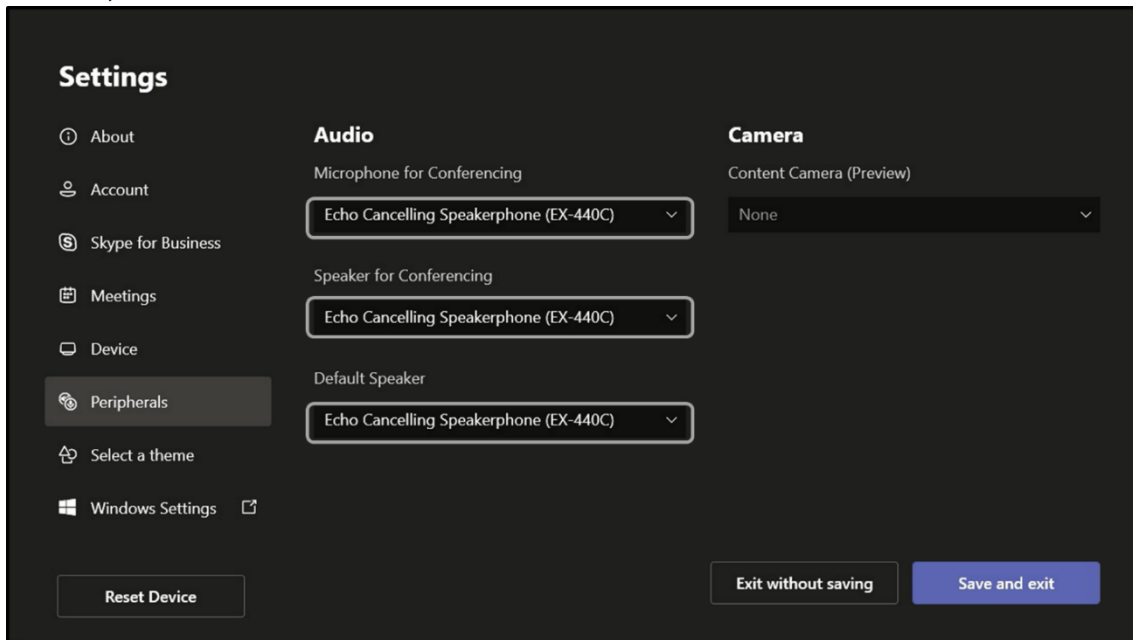 Settings
About
Account
Skype for Business
Meetings
Device
Peripherals
Select a theme
Windows Settings
Reset Device
Audio
Microphone for Conferencing
Echo Cancelling Speakerphone (EX-440C)
Speaker for Conferencing
Echo Cancelling Speakerphone (EX-440C)
Default Speaker
Echo Cancelling Speakerphone (EX-440C)
Camera
Content Camera (Preview)
None
Exit without saving
Save and exit